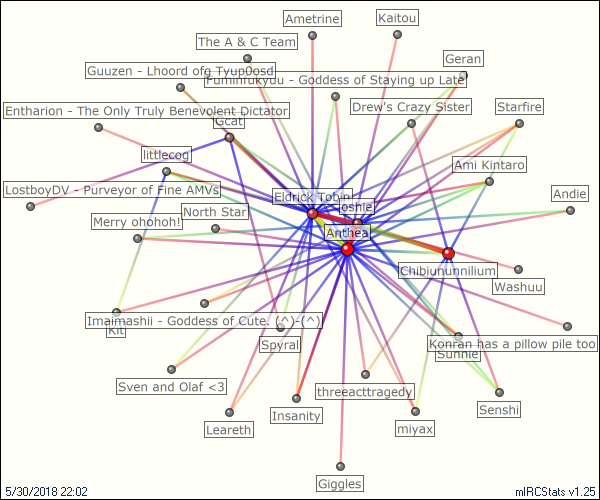 Ametrine
Kaitou
The A & C Team
Geran
Guuzen - Lhoord ofg Tyup0osd
Fuminrukyuu - Goddess of Staying up Late
Drew's Crazy Sister
Starfire
Entharion - The Only Truly Benevolent Dictator
Gcat
littlecog
Ami Kintaro
LostboyDV - Purveyor of Fine AMVs
Eldrick Tobin
Andie
North Star
Merry ohohoh!
Anthea
Chibiununnilium
Washuu
Imaimashii - Goddess of Cute. (^)-(^)
Kit
Spyral
Konran has a pillow pile too
Sunnie
Sven and Olaf <3
threeacttragedy
Senshi
Insanity
Leareth
miyax
Giggles
5/30/2018 22:02
mIRCStats v1.25